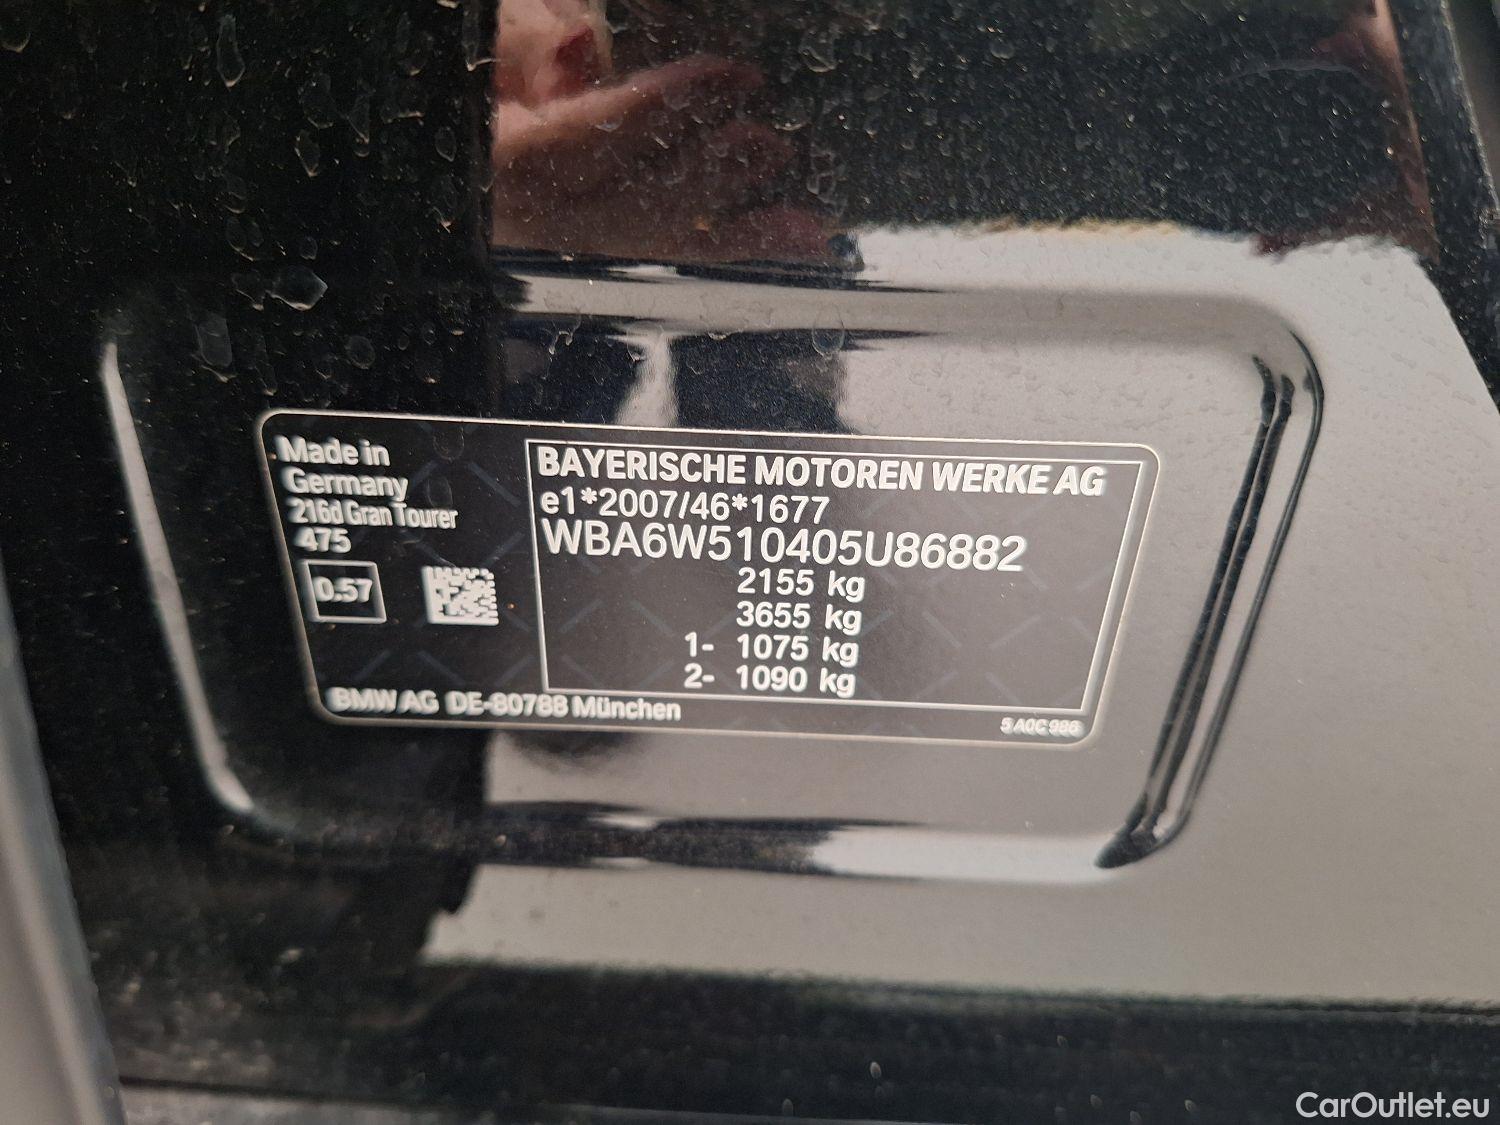 Made in
Germany
216d Gran Tourer
475
0.57
BAYERISCHE MOTOREN WERKE AG
e1*2007/46*1677
WBA6W510405U86882
2155 kg
3655 kg
1- 1075 kg
2- 1090 kg
BMW AG DE-80788 München
5 A0C 986
CarOutlet.eu